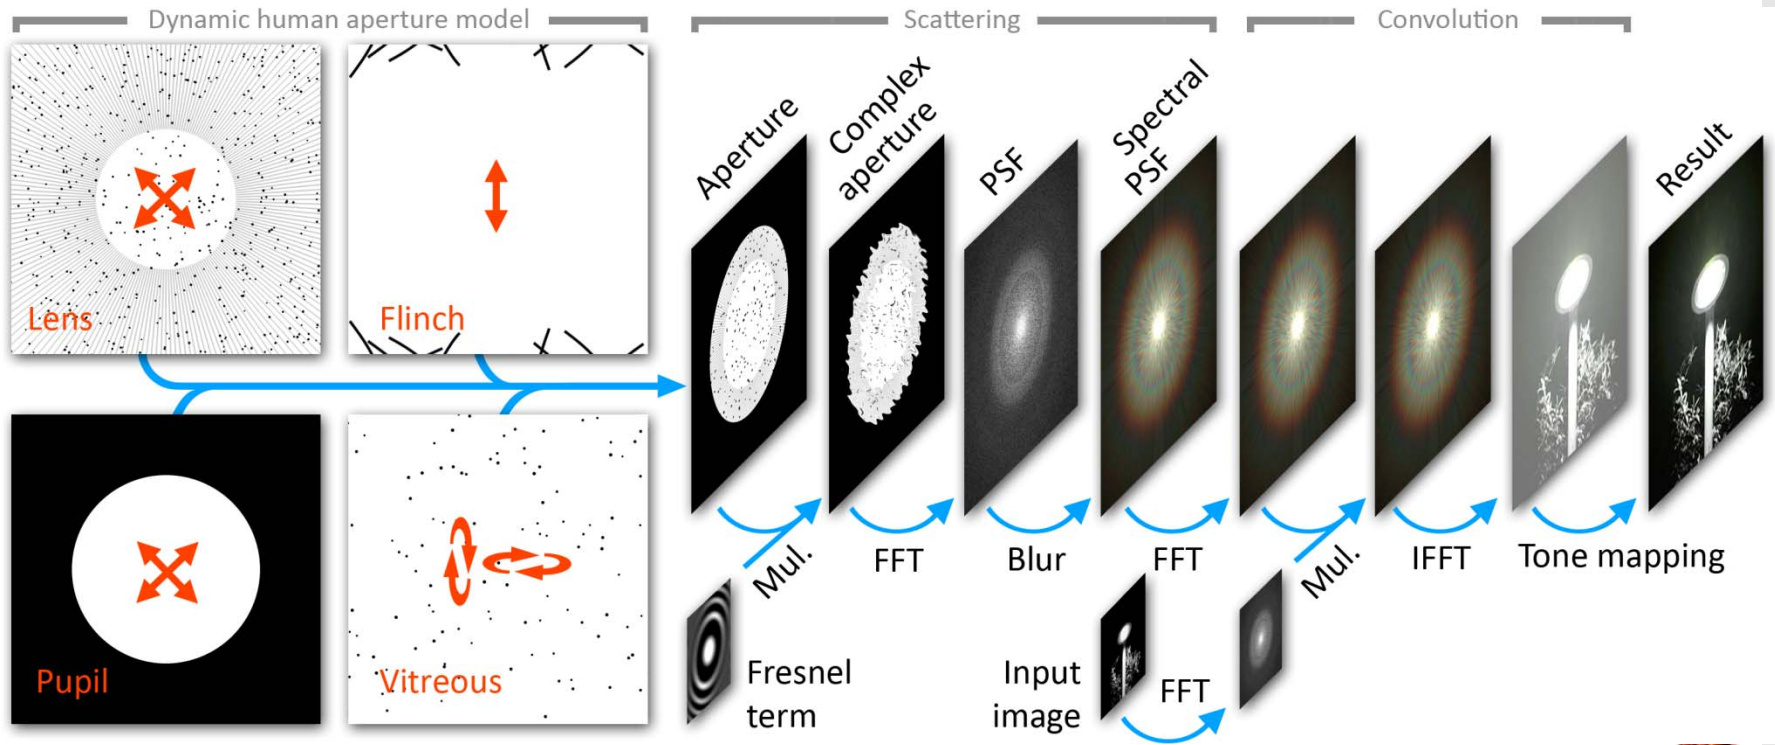 Dynamic human aperture model
Scattering
Convolution
Lens
Flinch
Pupil
Vitreous
Aperture
Complex
aperture
PSF
Spectral
PSF
Result
Mul.
FFT
Blur
FFT
Mul.
IFFT
Tone mapping
Fresnel
term
Input
image
FFT